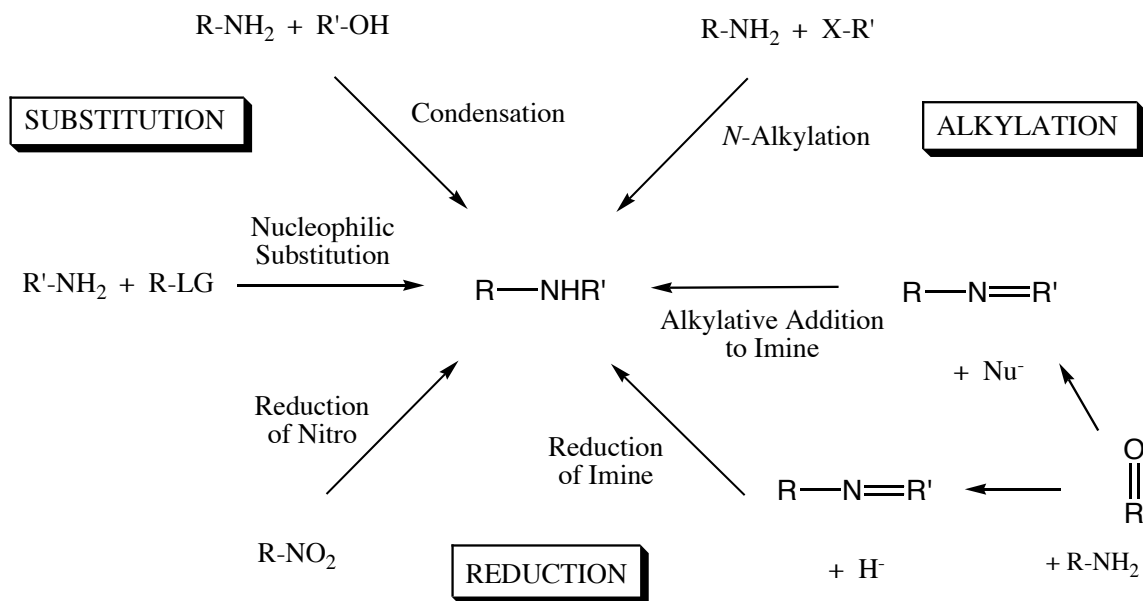 R-NH₂ + R'-OH
R-NH₂ + X-R'
SUBSTITUTION
Condensation
N-Alkylation
ALKYLATION
Nucleophilic
Substitution
R'-NH₂ + R-LG
R—NHR'
R—N=R'
Alkylative Addition
to Imine
+ Nu⁻
Reduction
of Nitro
Reduction
of Imine
R—N=R'
O
R
R-NO₂
REDUCTION
+ H⁻
+ R-NH₂